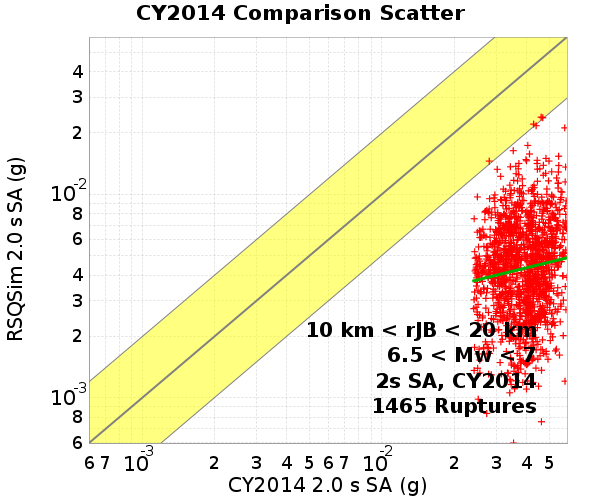 CY2014 Comparison Scatter
RSQSim 2.0 s SA (g)
4
3
2
10-2
8
6
4
3
2
10-3
8
6
10 km < rJB < 20 km
6.5 < Mw < 7
2s SA, CY2014
1465 Ruptures
6 7 10-3 2 3 4 5 6 7 10-2 2 3 4 5
CY2014 2.0 s SA (g)